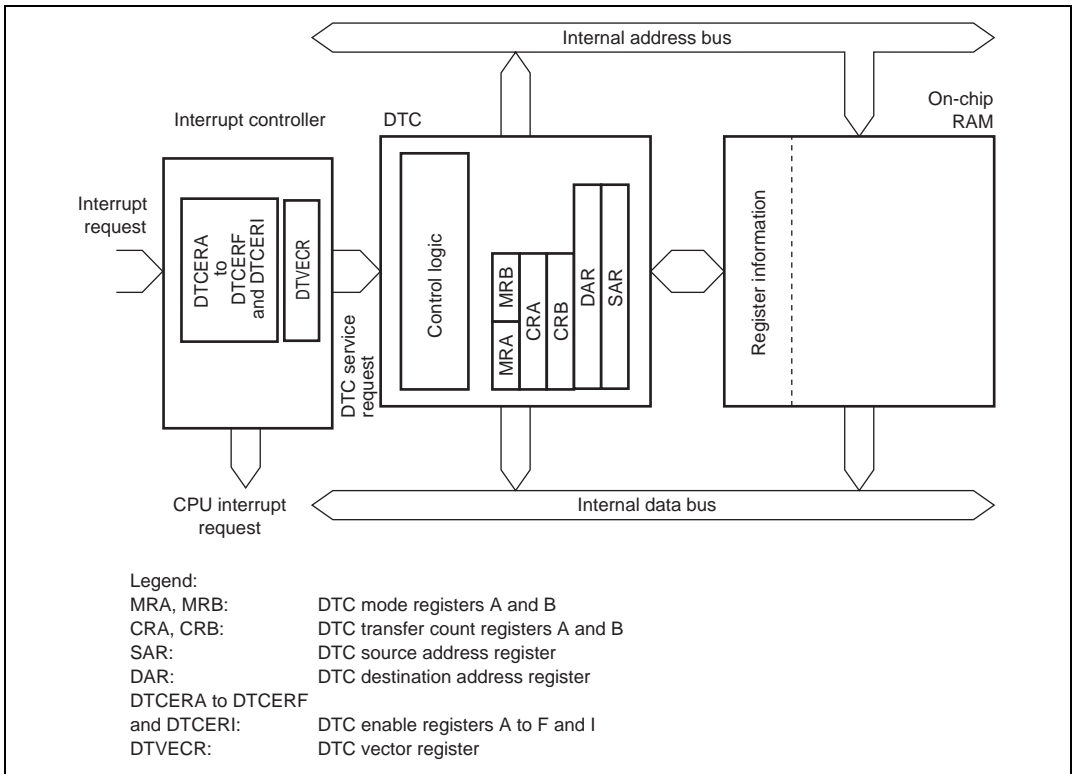 Internal address bus
Interrupt controller
DTC
On-chip
RAM
Interrupt
request
DTCERA
to
DTCERF
and DTCERI
DTVECR
DTC service
request
Control logic
MRA
MRB
CRA
CRB
DAR
SAR
Register information
CPU interrupt
request
Internal data bus
Legend:
MRA, MRB: DTC mode registers A and B
CRA, CRB: DTC transfer count registers A and B
SAR: DTC source address register
DAR: DTC destination address register
DTCERA to DTCERF
and DTCERI: DTC enable registers A to F and I
DTVECR: DTC vector register